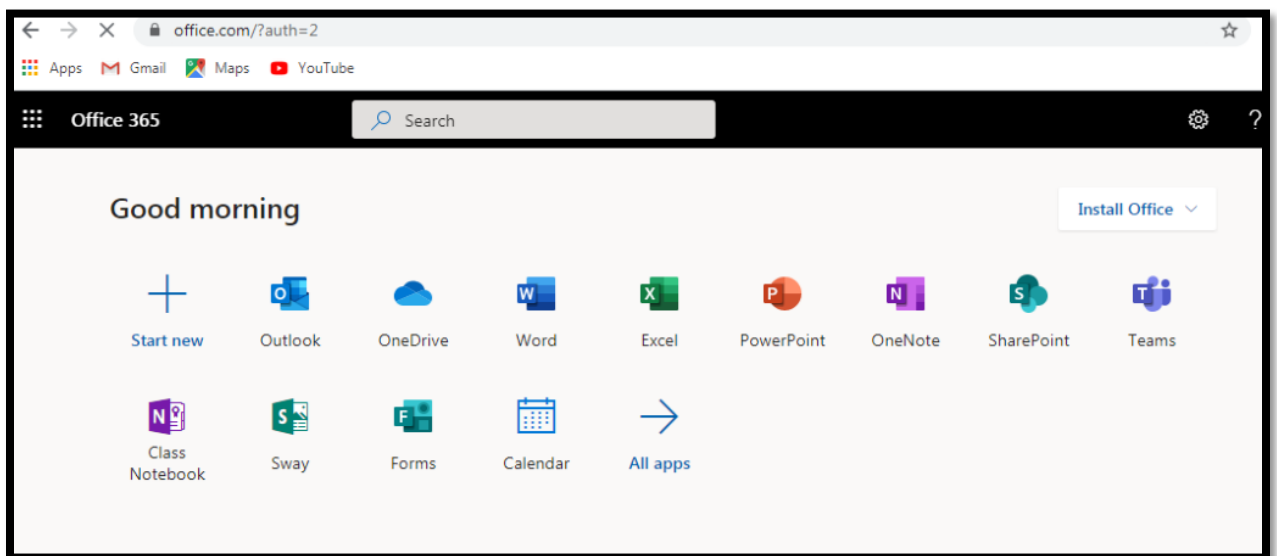 office.com/?auth=2
Apps Gmail Maps YouTube
Office 365 Search ?
Good morning Install Office
Start new Outlook OneDrive Word Excel PowerPoint OneNote SharePoint Teams
Class Notebook Sway Forms Calendar All apps